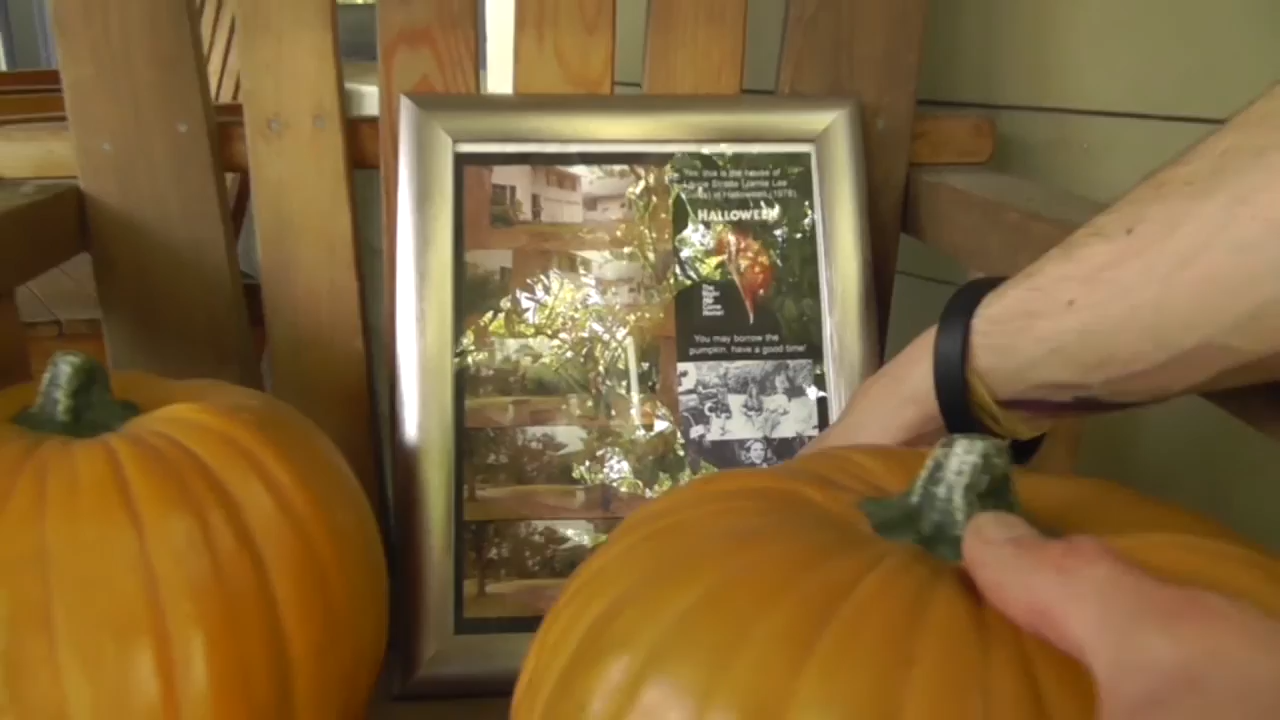 Yes this is the house of
Strode (Jamie Lee
in Halloween (1978)
HALLOWEEN
The
Night
He
Came
Home!
You may borrow the
pumpkin, have a good time!